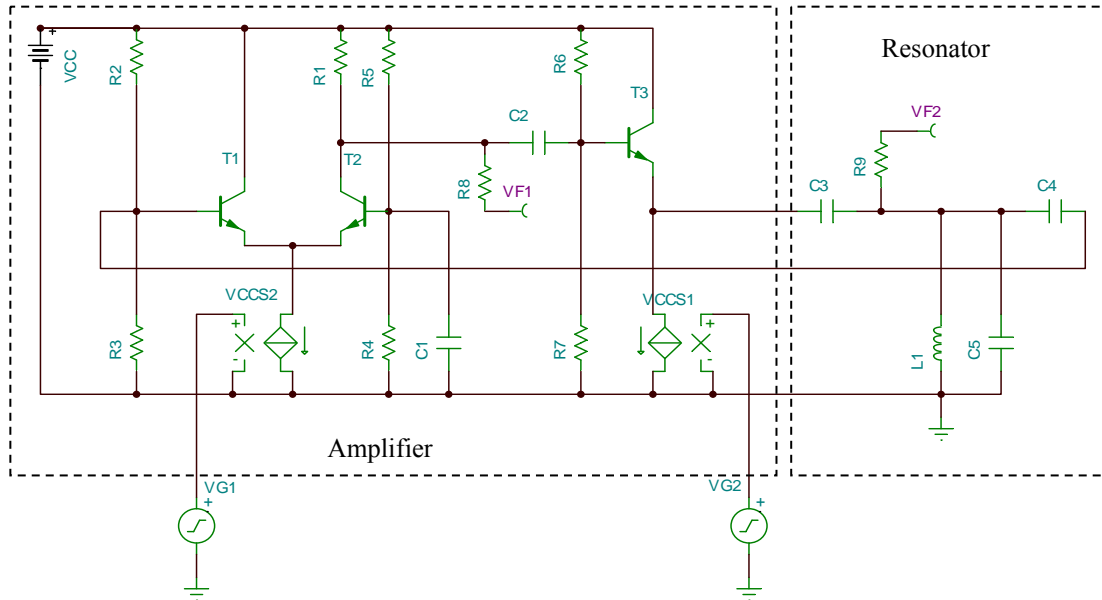 Resonator
VCC
R2
R1
R5
R6
T3
C2
VF2
R9
T1
T2
R8
VF1
C3
C4
VCCS2
VCCS1
R3
R4
C1
R7
L1
C5
Amplifier
VG1
VG2